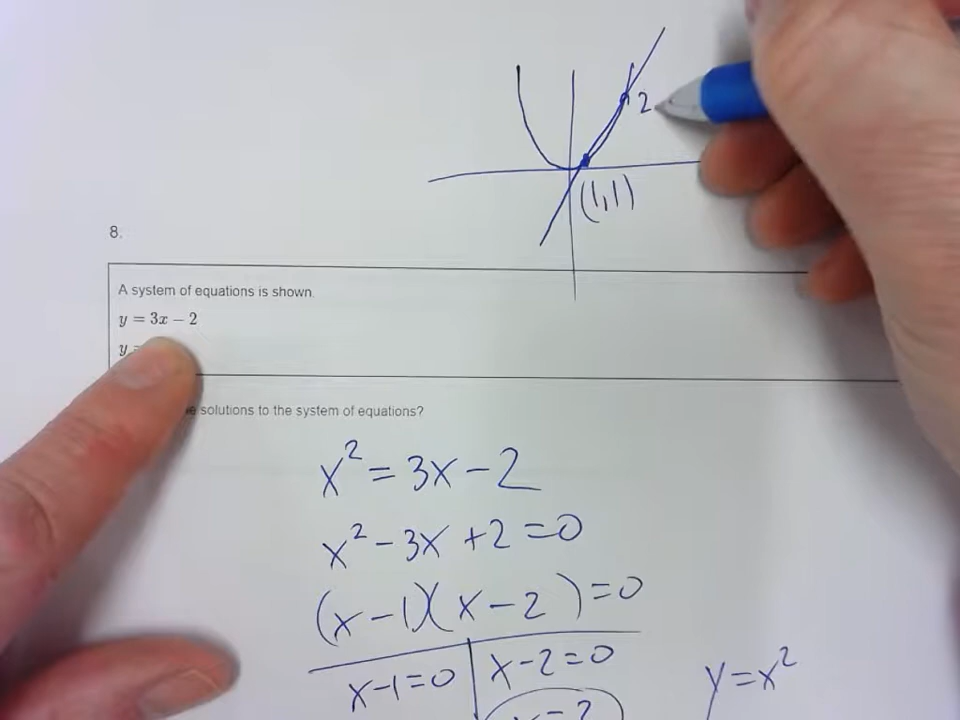 2
(1,1)
8.
A system of equations is shown.
y = 3x − 2
y =
solutions to the system of equations?
x² = 3x − 2
x² − 3x + 2 = 0
(x − 1)(x − 2) = 0
x − 1 = 0 x − 2 = 0
y = x²
x = 2